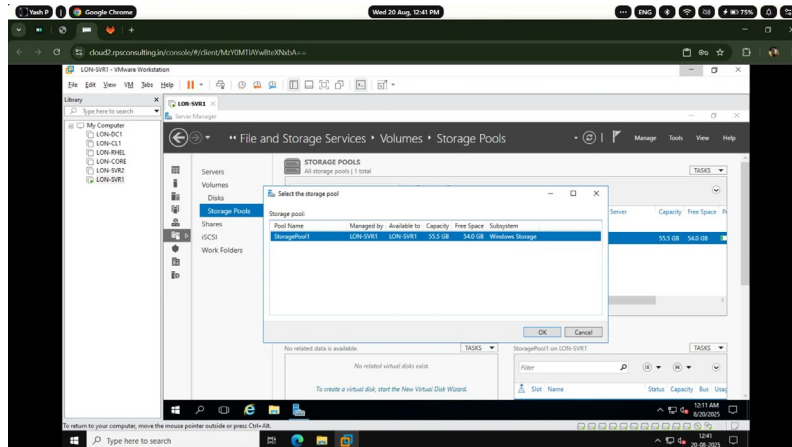 Yash P
Google Chrome
Wed 20 Aug, 12:41 PM
ENG
75%
cloud2.rpsconsulting.in/console/#/client/MzY0MTIAYwBteXNxbA==
LON-SVR1 - VMware Workstation
File Edit View VM Tabs Help
Library
Type here to search
My Computer
LON-DC1
LON-CL1
LON-RHEL
LON-CORE
LON-SVR2
LON-SVR1
LON-SVR1
Server Manager
File and Storage Services Volumes Storage Pools
Manage Tools View Help
Servers
Volumes
Disks
Storage Pools
Shares
iSCSI
Work Folders
STORAGE POOLS
All storage pools | 1 total
TASKS
Server Capacity Free Space
55.5 GB 54.0 GB
Select the storage pool
Storage pool:
Pool Name Managed by Available to Capacity Free Space Subsystem
StoragePool1 LON-SVR1 LON-SVR1 55.5 GB 54.0 GB Windows Storage
OK Cancel
No related data is available.
TASKS
No related virtual disks exist.
To create a virtual disk, start the New Virtual Disk Wizard.
StoragePool1 on LON-SVR1
TASKS
Filter
Slot Name Status Capacity Bus Usag
12:11 AM
8/20/2025
To return to your computer, move the mouse pointer outside or press Ctrl+Alt.
Type here to search
12:41
20-08-2025